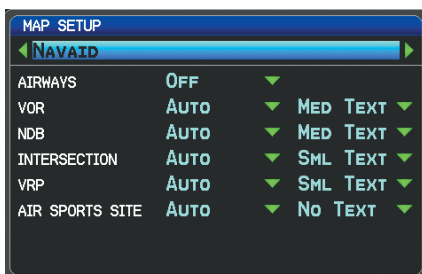 MAP SETUP
NAVAID
AIRWAYS OFF
VOR AUTO MED TEXT
NDB AUTO MED TEXT
INTERSECTION AUTO SML TEXT
VRP AUTO SML TEXT
AIR SPORTS SITE AUTO NO TEXT